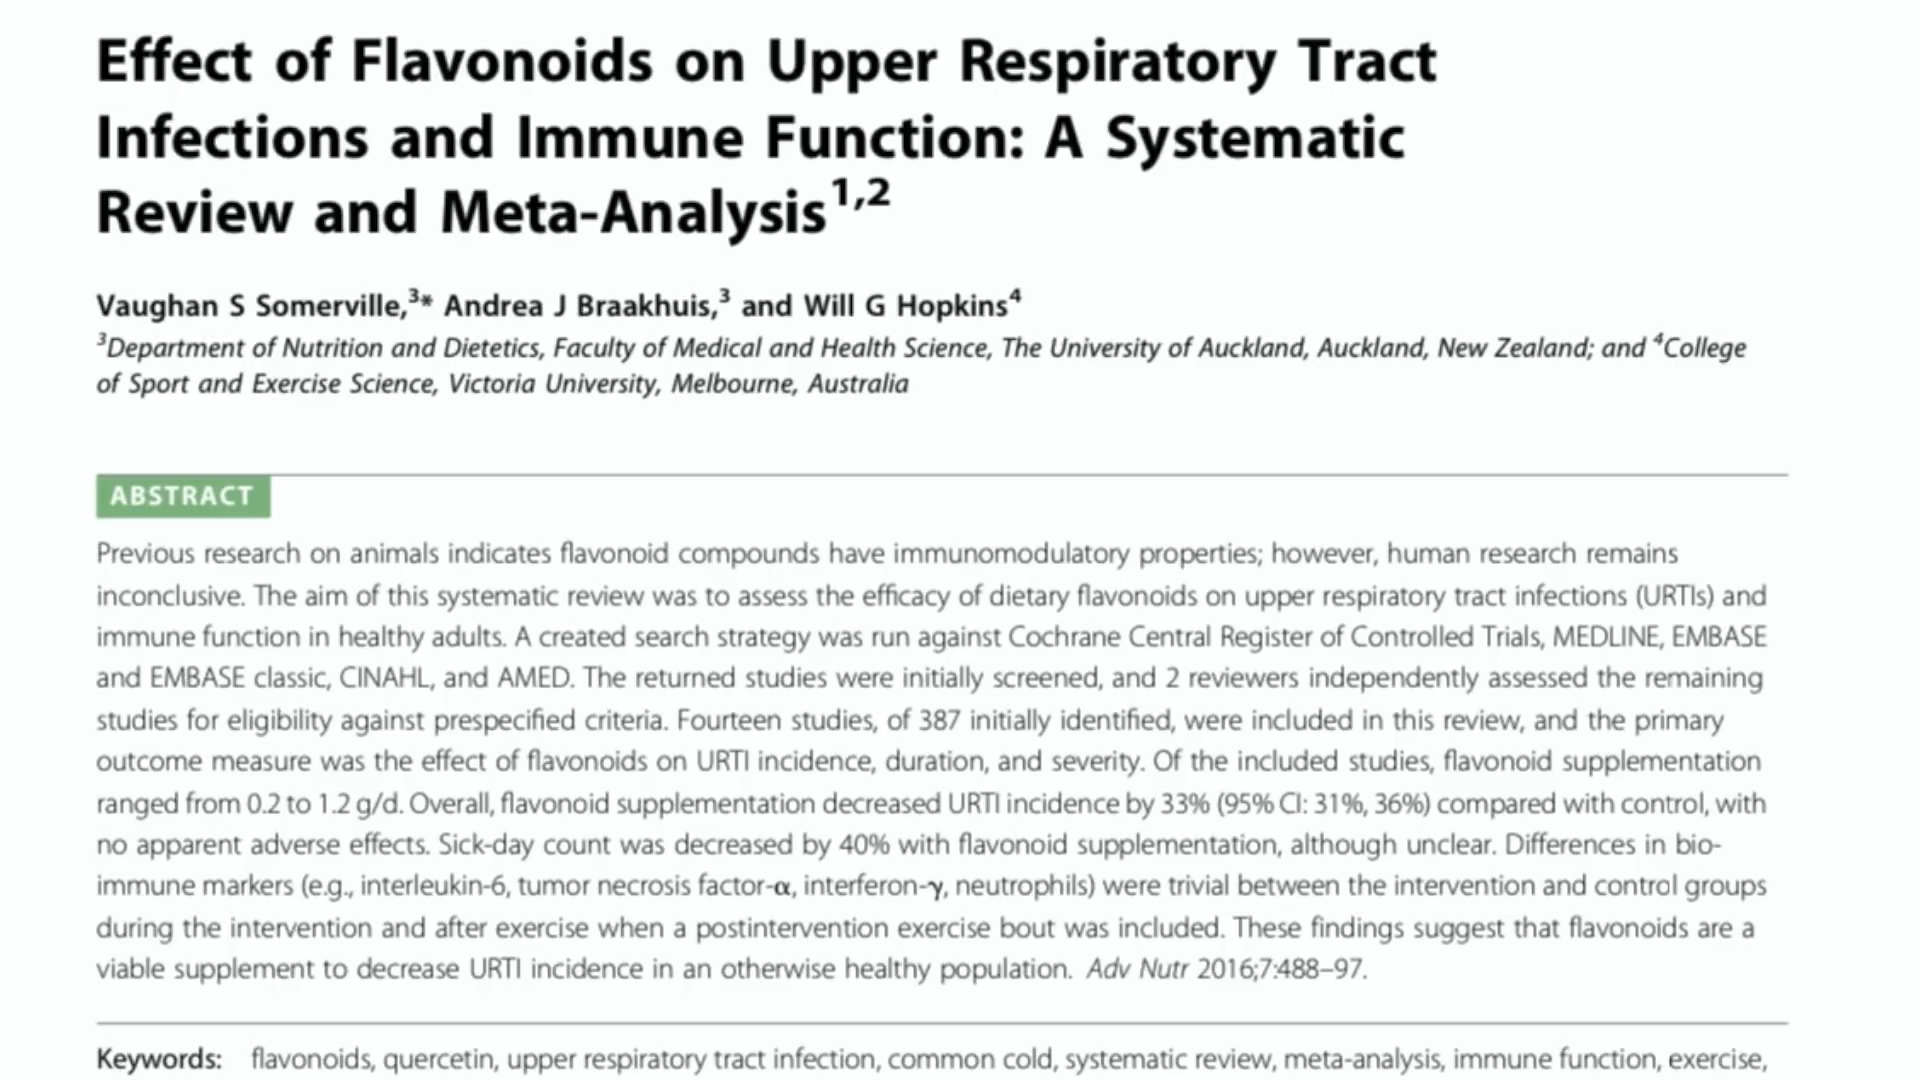 Effect of Flavonoids on Upper Respiratory Tract
Infections and Immune Function: A Systematic
Review and Meta-Analysis1,2
Vaughan S Somerville,3* Andrea J Braakhuis,3 and Will G Hopkins4
3Department of Nutrition and Dietetics, Faculty of Medical and Health Science, The University of Auckland, Auckland, New Zealand; and 4College
of Sport and Exercise Science, Victoria University, Melbourne, Australia
ABSTRACT
Previous research on animals indicates flavonoid compounds have immunomodulatory properties; however, human research remains
inconclusive. The aim of this systematic review was to assess the efficacy of dietary flavonoids on upper respiratory tract infections (URTIs) and
immune function in healthy adults. A created search strategy was run against Cochrane Central Register of Controlled Trials, MEDLINE, EMBASE
and EMBASE classic, CINAHL, and AMED. The returned studies were initially screened, and 2 reviewers independently assessed the remaining
studies for eligibility against prespecified criteria. Fourteen studies, of 387 initially identified, were included in this review, and the primary
outcome measure was the effect of flavonoids on URTI incidence, duration, and severity. Of the included studies, flavonoid supplementation
ranged from 0.2 to 1.2 g/d. Overall, flavonoid supplementation decreased URTI incidence by 33% (95% CI: 31%, 36%) compared with control, with
no apparent adverse effects. Sick-day count was decreased by 40% with flavonoid supplementation, although unclear. Differences in bio-
immune markers (e.g., interleukin-6, tumor necrosis factor-α, interferon-γ, neutrophils) were trivial between the intervention and control groups
during the intervention and after exercise when a postintervention exercise bout was included. These findings suggest that flavonoids are a
viable supplement to decrease URTI incidence in an otherwise healthy population. Adv Nutr 2016;7:488–97.
Keywords: flavonoids, quercetin, upper respiratory tract infection, common cold, systematic review, meta-analysis, immune function, exercise,